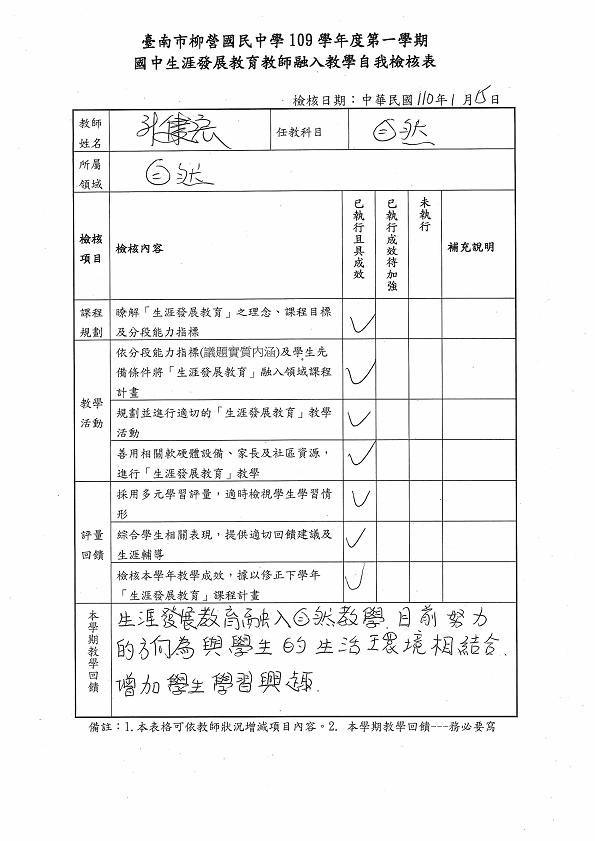 臺南市柳營國民中學 109 學年度第一學期
國中生涯發展教育教師融入教學自我檢核表
檢核日期：中華民國 110 年 1 月 15 日
教師姓名
任教科目
自然
所屬領域
自然
檢核項目
檢核內容
已執行且具成效
已執行成效待加強
未執行
補充說明
課程規劃
瞭解「生涯發展教育」之理念、課程目標
及分段能力指標
教學活動
依分段能力指標(議題實質內涵)及學生先
備條件將「生涯發展教育」融入領域課程
計畫
規劃並進行適切的「生涯發展教育」教學
活動
善用相關軟硬體設備、家長及社區資源，
進行「生涯發展教育」教學
評量回饋
採用多元學習評量，適時檢視學生學習情
形
綜合學生相關表現，提供適切回饋建議及
生涯輔導
檢核本學年教學成效，據以修正下學年
「生涯發展教育」課程計畫
本學期教學回饋
生涯發展教育融入自然教學.目前努力
的方向為與學生的生活環境相結合.
增加學生學習興趣.
備註：1.本表格可依教師狀況增減項目內容。2. 本學期教學回饋---務必要寫